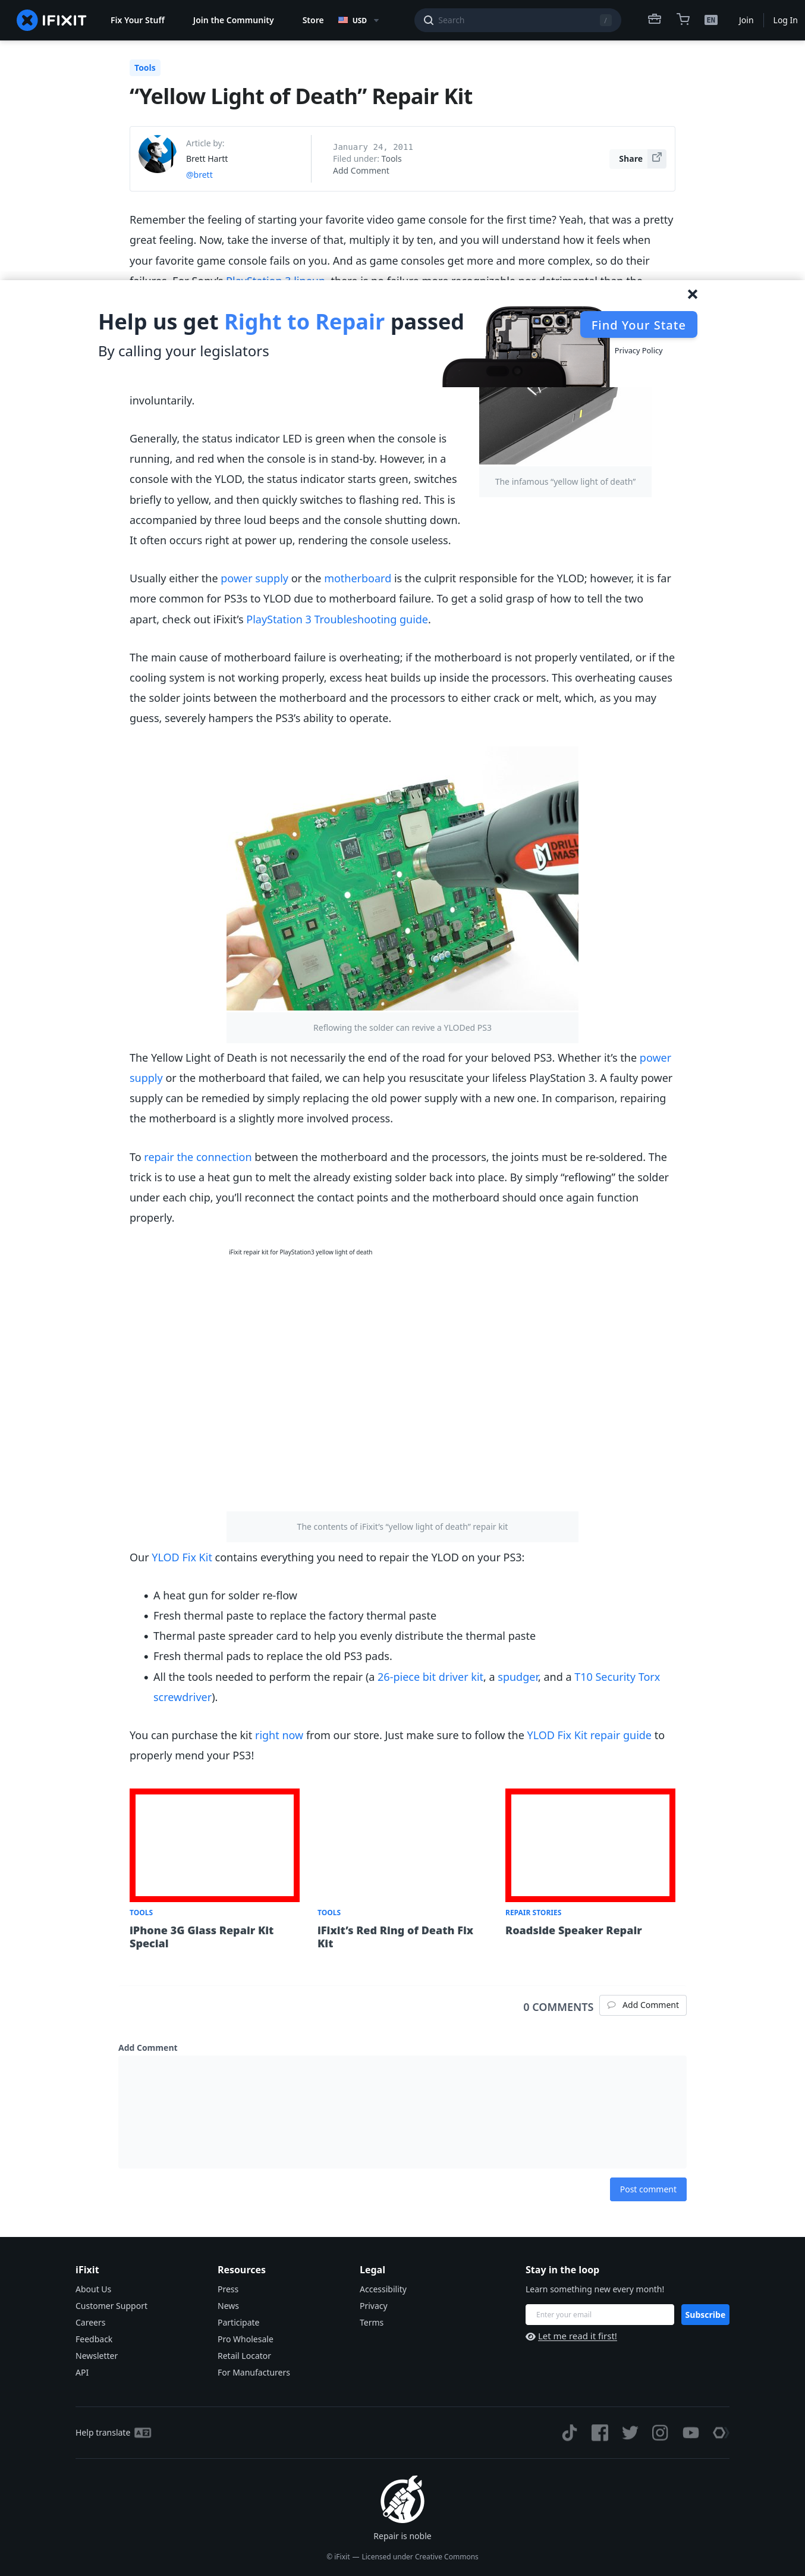 IFIXIT Fix Your Stuff Join the Community Store USD Search / EN Join Log In
Tools
“Yellow Light of Death” Repair Kit
Article by:
Brett Hartt
@brett
January 24, 2011
Filed under: Tools
Add Comment
Share
Remember the feeling of starting your favorite video game console for the first time? Yeah, that was a pretty
great feeling. Now, take the inverse of that, multiply it by ten, and you will understand how it feels when
your favorite game console fails on you. And as game consoles get more and more complex, so do their
failures. For Sony’s PlayStation 3 lineup, there is no failure more recognizable nor detrimental than the
Help us get Right to Repair passed
By calling your legislators
Find Your State
Privacy Policy
involuntarily.
Generally, the status indicator LED is green when the console is
running, and red when the console is in stand-by. However, in a
console with the YLOD, the status indicator starts green, switches
briefly to yellow, and then quickly switches to flashing red. This is
accompanied by three loud beeps and the console shutting down.
It often occurs right at power up, rendering the console useless.
The infamous “yellow light of death”
Usually either the power supply or the motherboard is the culprit responsible for the YLOD; however, it is far
more common for PS3s to YLOD due to motherboard failure. To get a solid grasp of how to tell the two
apart, check out iFixit’s PlayStation 3 Troubleshooting guide.
The main cause of motherboard failure is overheating; if the motherboard is not properly ventilated, or if the
cooling system is not working properly, excess heat builds up inside the processors. This overheating causes
the solder joints between the motherboard and the processors to either crack or melt, which, as you may
guess, severely hampers the PS3’s ability to operate.
DRILL
MASTER
Reflowing the solder can revive a YLODed PS3
The Yellow Light of Death is not necessarily the end of the road for your beloved PS3. Whether it’s the power
supply or the motherboard that failed, we can help you resuscitate your lifeless PlayStation 3. A faulty power
supply can be remedied by simply replacing the old power supply with a new one. In comparison, repairing
the motherboard is a slightly more involved process.
To repair the connection between the motherboard and the processors, the joints must be re-soldered. The
trick is to use a heat gun to melt the already existing solder back into place. By simply “reflowing” the solder
under each chip, you’ll reconnect the contact points and the motherboard should once again function
properly.
iFixit repair kit for PlayStation3 yellow light of death
The contents of iFixit’s “yellow light of death” repair kit
Our YLOD Fix Kit contains everything you need to repair the YLOD on your PS3:
A heat gun for solder re-flow
Fresh thermal paste to replace the factory thermal paste
Thermal paste spreader card to help you evenly distribute the thermal paste
Fresh thermal pads to replace the old PS3 pads.
All the tools needed to perform the repair (a 26-piece bit driver kit, a spudger, and a T10 Security Torx
screwdriver).
You can purchase the kit right now from our store. Just make sure to follow the YLOD Fix Kit repair guide to
properly mend your PS3!
TOOLS
iPhone 3G Glass Repair Kit
Special
TOOLS
iFixit’s Red Ring of Death Fix
Kit
REPAIR STORIES
Roadside Speaker Repair
0 COMMENTS
Add Comment
Add Comment
Post comment
iFixit
About Us
Customer Support
Careers
Feedback
Newsletter
API
Resources
Press
News
Participate
Pro Wholesale
Retail Locator
For Manufacturers
Legal
Accessibility
Privacy
Terms
Stay in the loop
Learn something new every month!
Enter your email
Subscribe
Let me read it first!
Help translate
Repair is noble
© iFixit — Licensed under Creative Commons